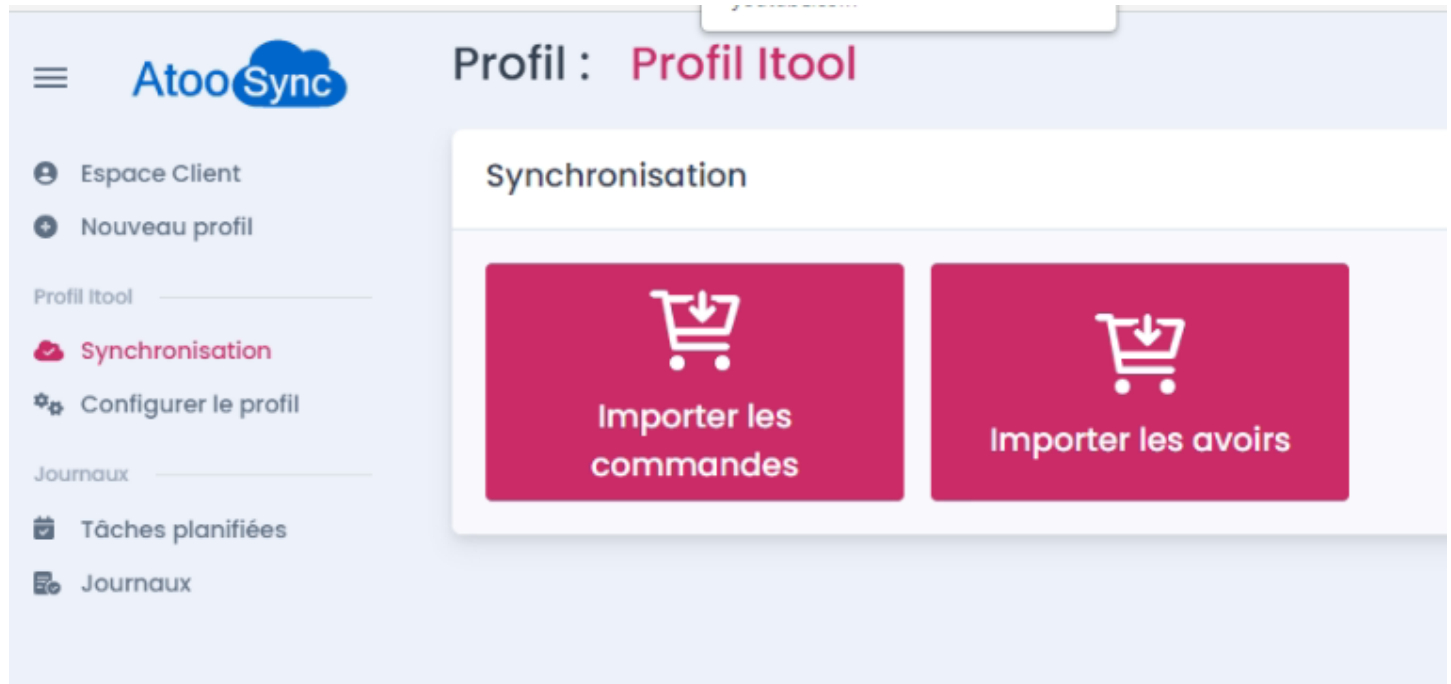 AtooSync
Profil : Profil Itool
Espace Client
Nouveau profil
Profil Itool
Synchronisation
Configurer le profil
Journaux
Tâches planifiées
Journaux
Synchronisation
Importer les
commandes
Importer les avoirs